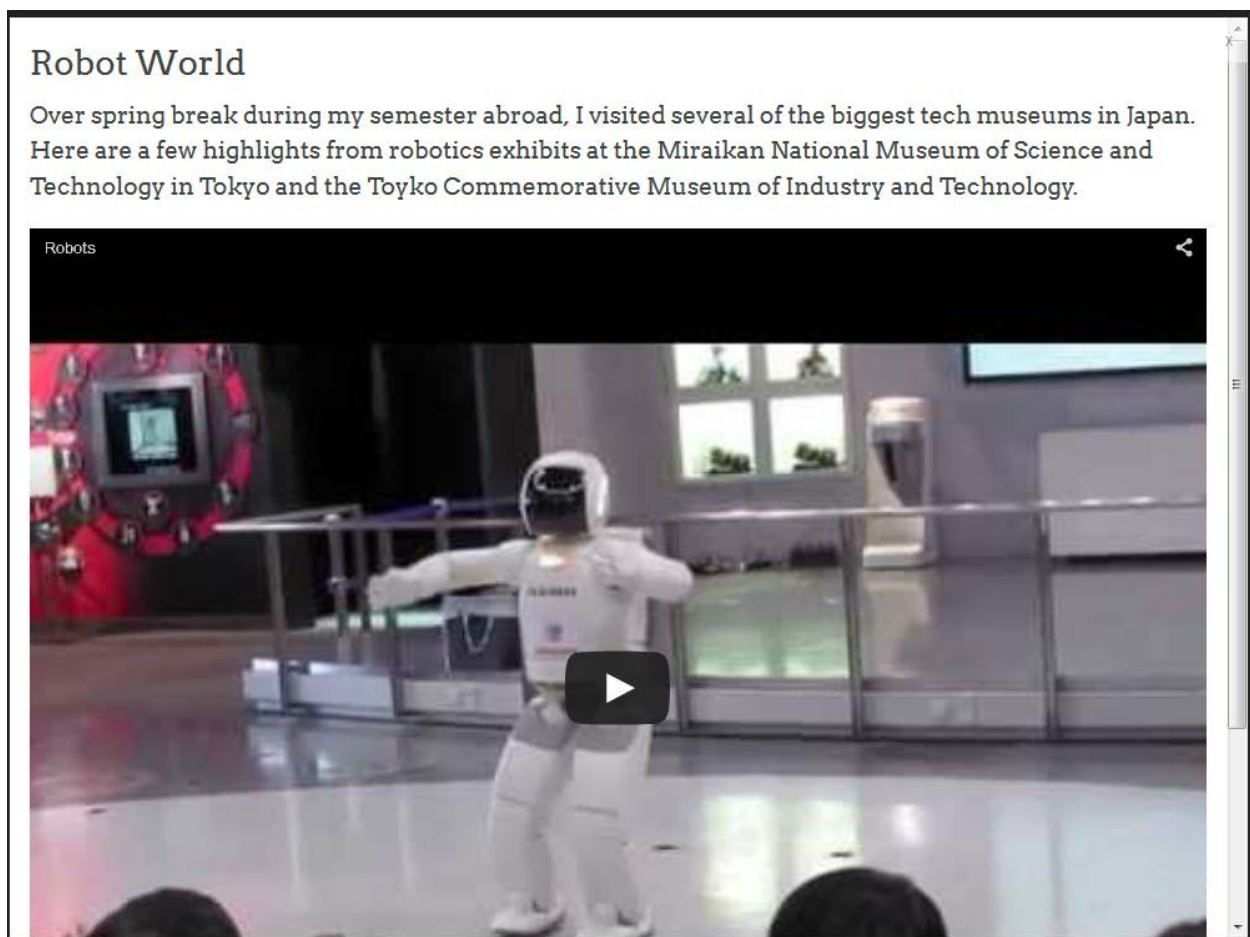 Robot World
Over spring break during my semester abroad, I visited several of the biggest tech museums in Japan.
Here are a few highlights from robotics exhibits at the Miraikan National Museum of Science and
Technology in Tokyo and the Toyko Commemorative Museum of Industry and Technology.
Robots